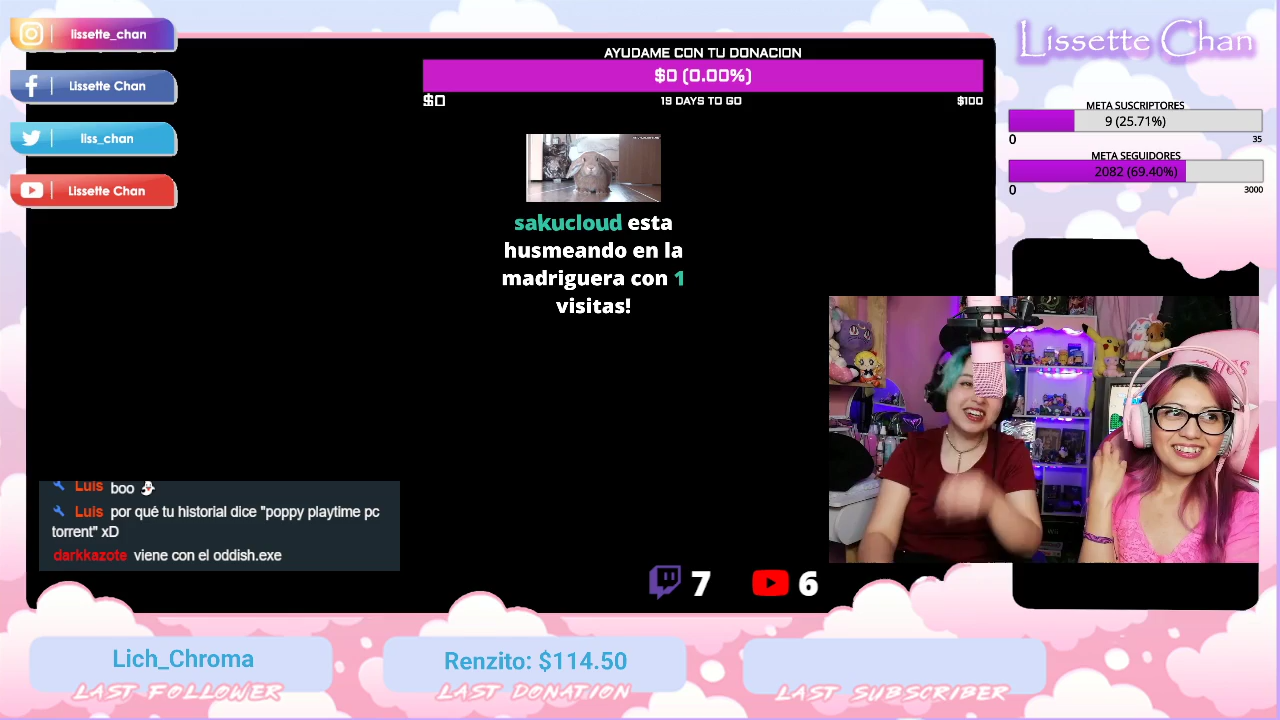 lissette_chan
Lissette Chan
liss_chan
Lissette Chan
AYUDAME CON TU DONACION
$0 (0.00%)
$0
19 DAYS TO GO
$100
Lissette Chan
META SUSCRIPTORES
9 (25.71%)
0
35
META SEGUIDORES
2082 (69.40%)
0
3000
sakucloud esta
husmeando en la
madriguera con 1
visitas!
Luis boo
Luis por qué tu historial dice "poppy playtime pc
torrent" xD
darkkazote viene con el oddish.exe
7
6
Lich_Chroma
LAST FOLLOWER
Renzito: $114.50
LAST DONATION
LAST SUBSCRIBER